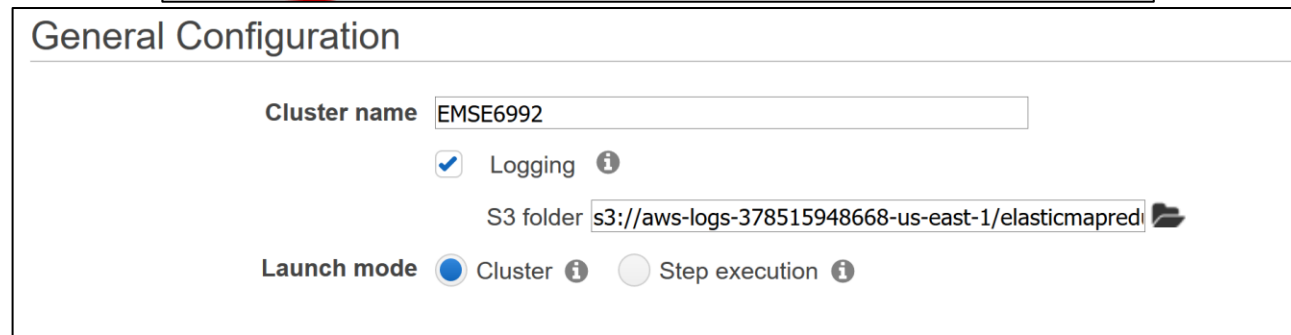 General Configuration
Cluster name EMSE6992
Logging
S3 folder s3://aws-logs-378515948668-us-east-1/elasticmapred
Launch mode Cluster Step execution